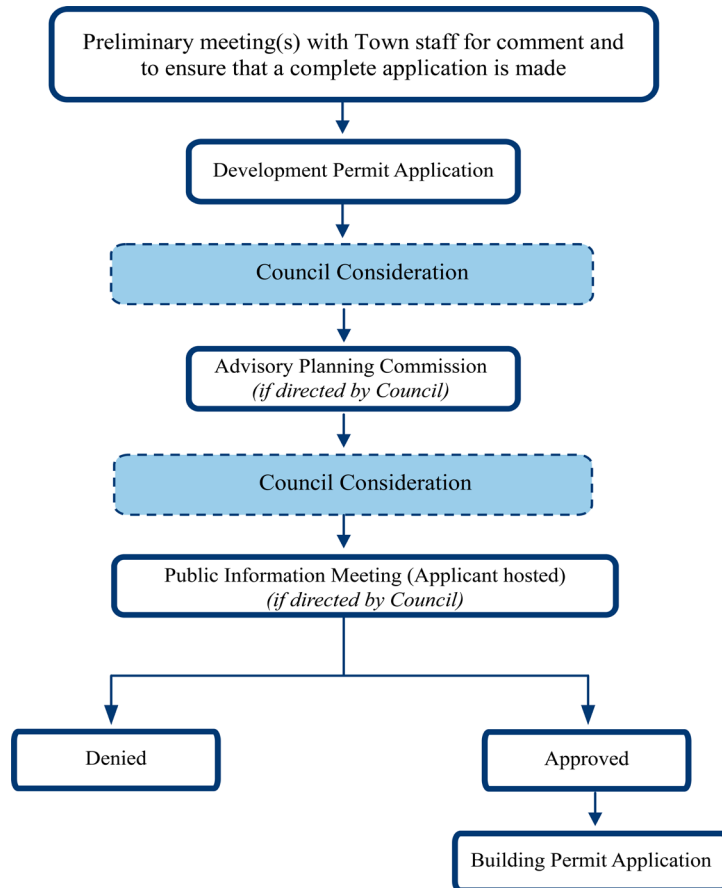 Preliminary meeting(s) with Town staff for comment and
to ensure that a complete application is made
Development Permit Application
Council Consideration
Advisory Planning Commission
(if directed by Council)
Council Consideration
Public Information Meeting (Applicant hosted)
(if directed by Council)
Denied
Approved
Building Permit Application